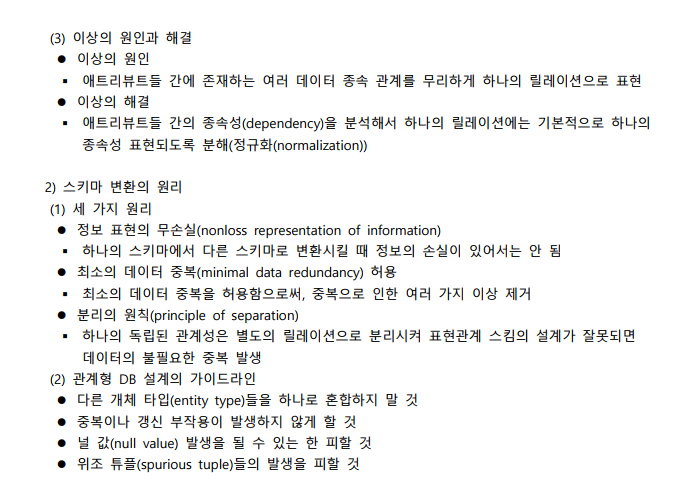 (3) 이상의 원인과 해결
● 이상의 원인
▪ 애트리뷰트들 간에 존재하는 여러 데이터 종속 관계를 무리하게 하나의 릴레이션으로 표현
● 이상의 해결
▪ 애트리뷰트들 간의 종속성(dependency)을 분석해서 하나의 릴레이션에는 기본적으로 하나의
종속성 표현되도록 분해(정규화(normalization))
2) 스키마 변환의 원리
(1) 세 가지 원리
● 정보 표현의 무손실(nonloss representation of information)
▪ 하나의 스키마에서 다른 스키마로 변환시킬 때 정보의 손실이 있어서는 안 됨
● 최소의 데이터 중복(minimal data redundancy) 허용
▪ 최소의 데이터 중복을 허용함으로써, 중복으로 인한 여러 가지 이상 제거
● 분리의 원칙(principle of separation)
▪ 하나의 독립된 관계성은 별도의 릴레이션으로 분리시켜 표현관계 스킴의 설계가 잘못되면
데이터의 불필요한 중복 발생
(2) 관계형 DB 설계의 가이드라인
● 다른 개체 타입(entity type)들을 하나로 혼합하지 말 것
● 중복이나 갱신 부작용이 발생하지 않게 할 것
● 널 값(null value) 발생을 될 수 있는 한 피할 것
● 위조 튜플(spurious tuple)들의 발생을 피할 것